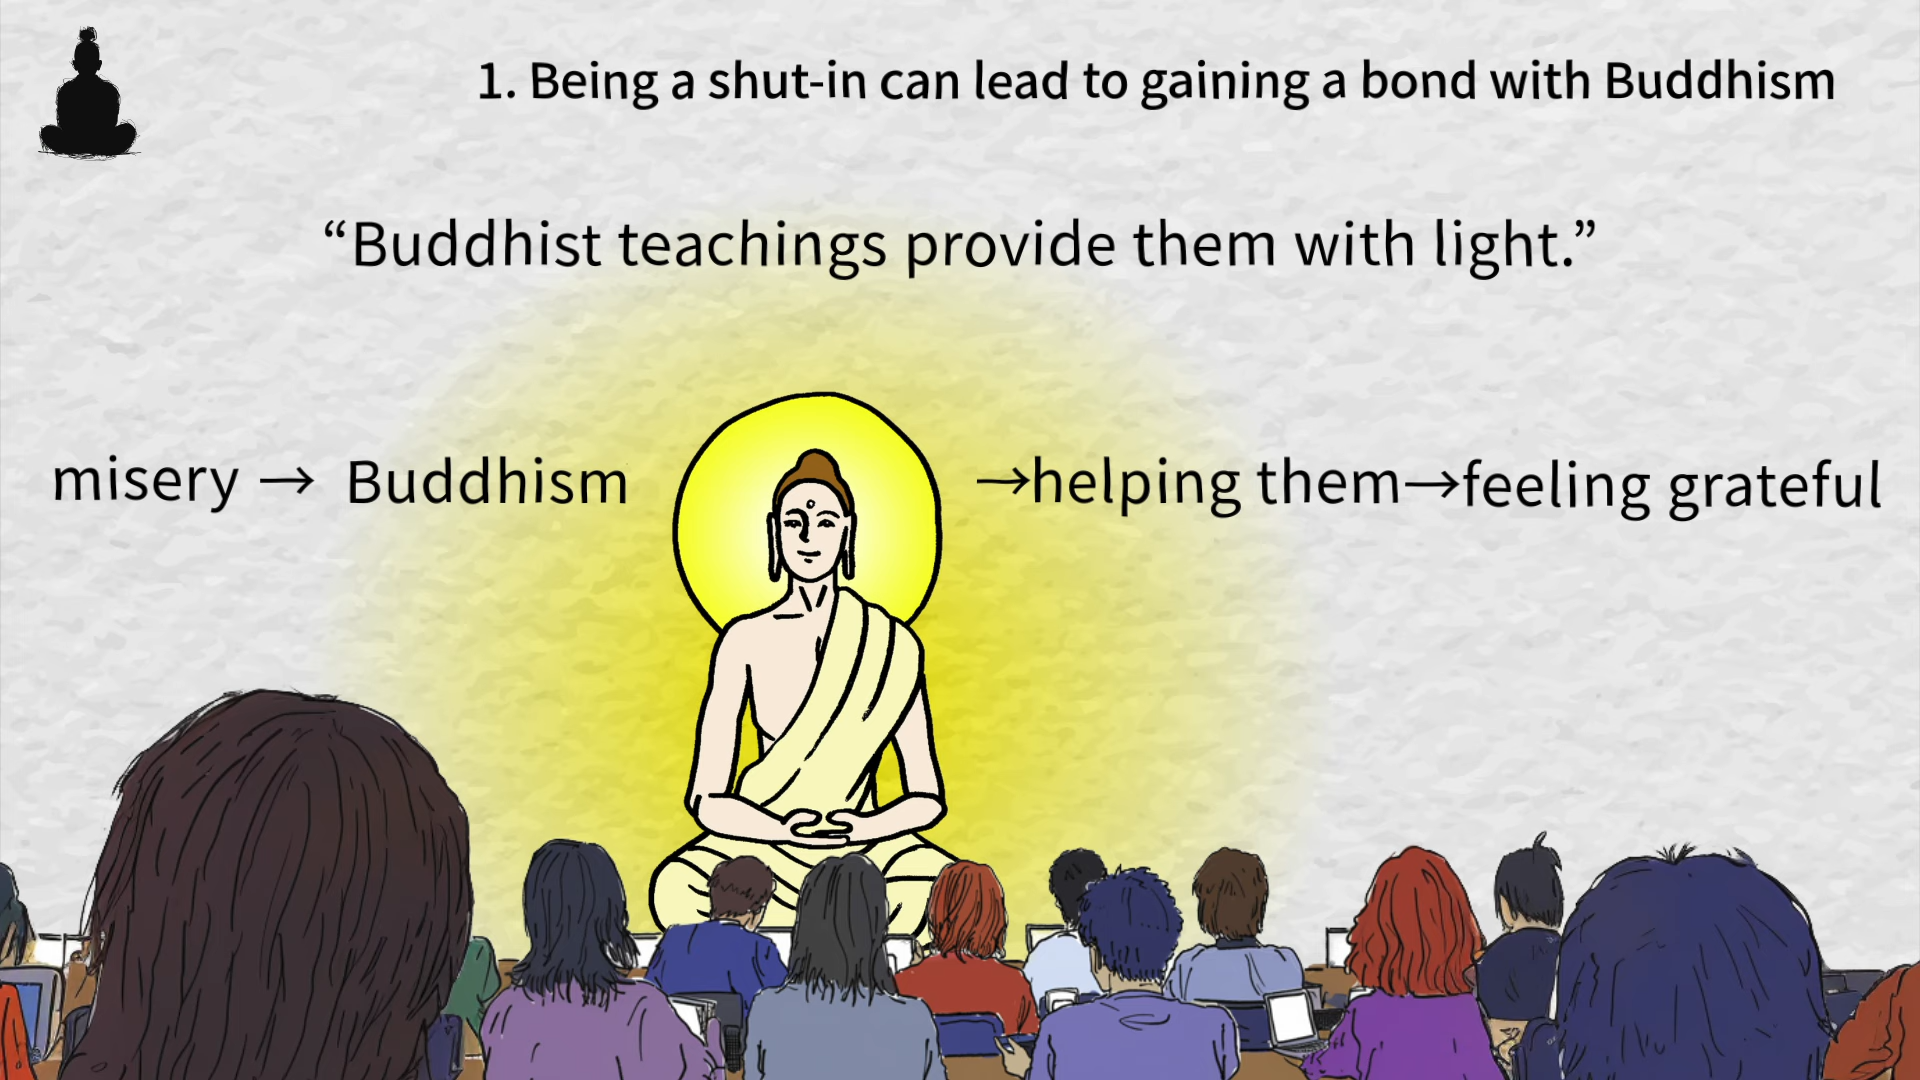 1. Being a shut-in can lead to gaining a bond with Buddhism
“Buddhist teachings provide them with light.”
misery → Buddhism →helping them→feeling grateful